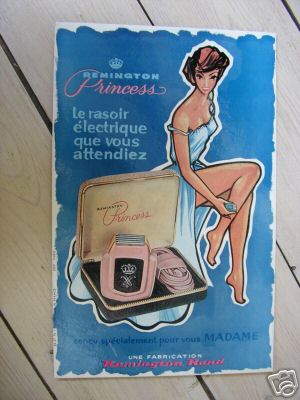 REMINGTON
Princess
Le rasoir
électrique
que vous
attendiez
REMINGTON
Princess
conçu spécialement pour vous MADAME
UNE FABRICATION
Remington Rand